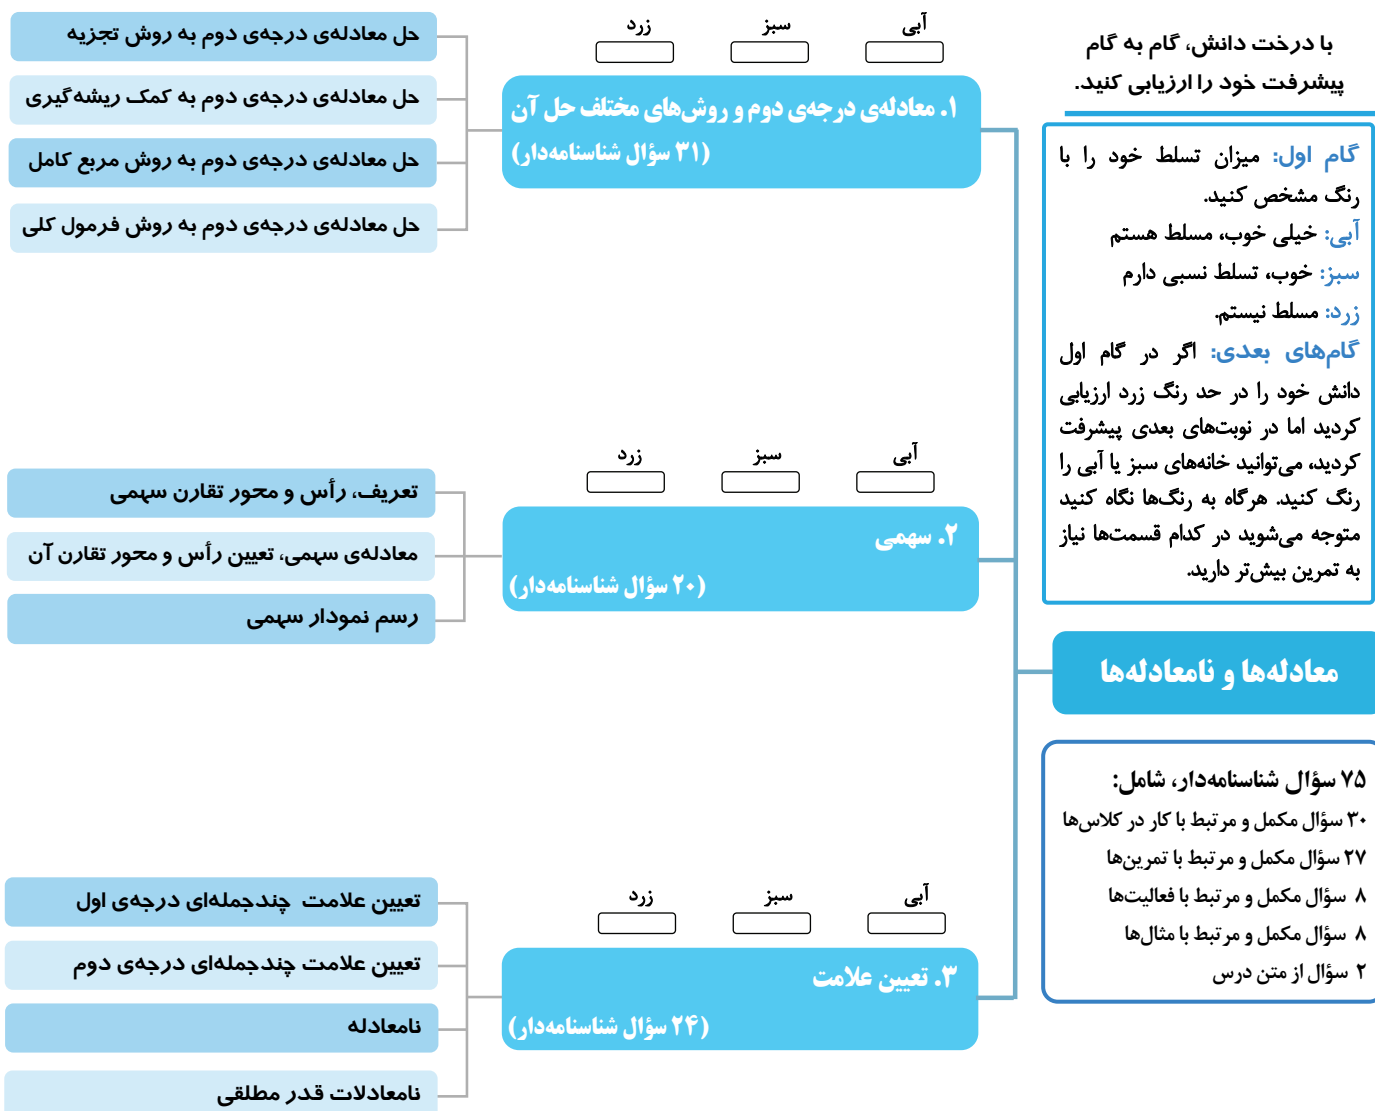 با درخت دانش، گام به گام
پیشرفت خود را ارزیابی کنید.
گام اول: میزان تسلط خود را با
رنگ مشخص کنید.
آبی: خیلی خوب، مسلط هستم
سبز: خوب، تسلط نسبی دارم
زرد: مسلط نیستم.
گام‌های بعدی: اگر در گام اول
دانش خود را در حد رنگ زرد ارزیابی
کردید اما در نوبت‌های بعدی پیشرفت
کردید، می‌توانید خانه‌های سبز یا آبی را
رنگ کنید. هرگاه به رنگ‌ها نگاه کنید
متوجه می‌شوید در کدام قسمت‌ها نیاز
به تمرین بیش‌تر دارید.
معادله‌ها و نامعادله‌ها
۷۵ سؤال شناسنامه‌دار، شامل:
۳۰ سؤال مکمل و مرتبط با کار در کلاس‌ها
۲۷ سؤال مکمل و مرتبط با تمرین‌ها
۸ سؤال مکمل و مرتبط با فعالیت‌ها
۸ سؤال مکمل و مرتبط با مثال‌ها
۲ سؤال از متن درس
آبی سبز زرد
۱. معادله‌ی درجه‌ی دوم و روش‌های مختلف حل آن
(۳۱ سؤال شناسنامه‌دار)
حل معادله‌ی درجه‌ی دوم به روش تجزیه
حل معادله‌ی درجه‌ی دوم به کمک ریشه‌گیری
حل معادله‌ی درجه‌ی دوم به روش مربع کامل
حل معادله‌ی درجه‌ی دوم به روش فرمول کلی
آبی سبز زرد
۲. سهمی
(۲۰ سؤال شناسنامه‌دار)
تعریف، رأس و محور تقارن سهمی
معادله‌ی سهمی، تعیین رأس و محور تقارن آن
رسم نمودار سهمی
آبی سبز زرد
۳. تعیین علامت
(۲۴ سؤال شناسنامه‌دار)
تعیین علامت چندجمله‌ای درجه‌ی اول
تعیین علامت چندجمله‌ای درجه‌ی دوم
نامعادله
نامعادلات قدر مطلقی